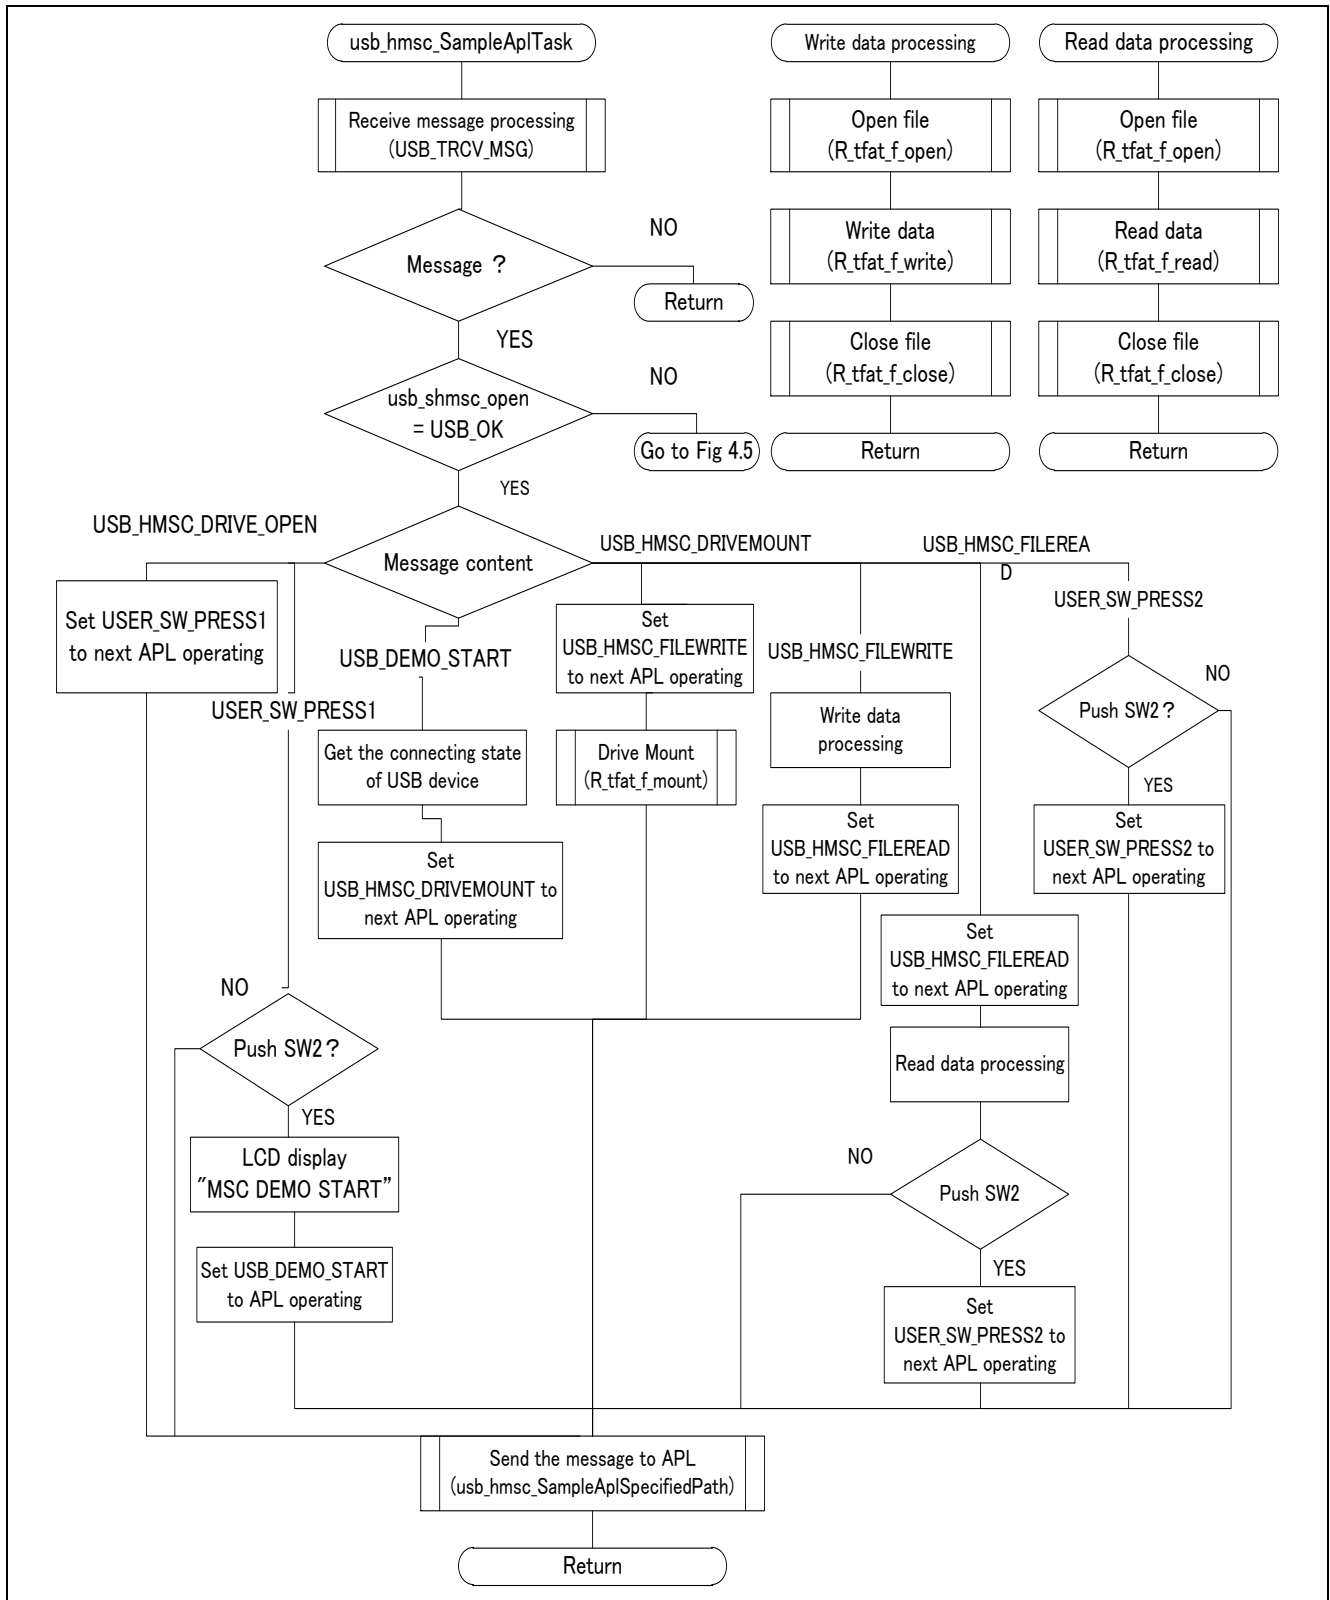 usb_hmsc_SampleAplTask
Write data processing
Read data processing
Receive message processing
(USB_TRCV_MSG)
Open file
(R_tfat_f_open)
Open file
(R_tfat_f_open)
Message ?
NO
Return
YES
Write data
(R_tfat_f_write)
Read data
(R_tfat_f_read)
Close file
(R_tfat_f_close)
Close file
(R_tfat_f_close)
usb_shmsc_open
= USB_OK
NO
Go to Fig 4.5
Return
Return
YES
Message content
USB_HMSC_DRIVE_OPEN
USB_HMSC_DRIVEMOUNT
USB_HMSC_FILEREA
D
USER_SW_PRESS2
Set USER_SW_PRESS1
to next APL operating
USER_SW_PRESS1
USB_DEMO_START
Set
USB_HMSC_FILEWRITE
to next APL operating
USB_HMSC_FILEWRITE
Push SW2?
NO
YES
Get the connecting state
of USB device
Drive Mount
(R_tfat_f_mount)
Write data
processing
Set
USB_HMSC_DRIVEMOUNT to
next APL operating
Set
USB_HMSC_FILEREAD
to next APL operating
Set
USER_SW_PRESS2 to
next APL operating
Set
USB_HMSC_FILEREAD
to next APL operating
NO
Push SW2?
YES
Read data processing
LCD display
"MSC DEMO START”
NO
Push SW2
YES
Set USB_DEMO_START
to APL operating
Set
USER_SW_PRESS2 to
next APL operating
Send the message to APL
(usb_hmsc_SampleAplSpecifiedPath)
Return